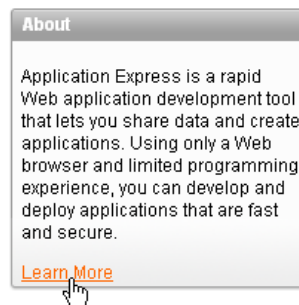 About
Application Express is a rapid
Web application development tool
that lets you share data and create
applications. Using only a Web
browser and limited programming
experience, you can develop and
deploy applications that are fast
and secure.
Learn More